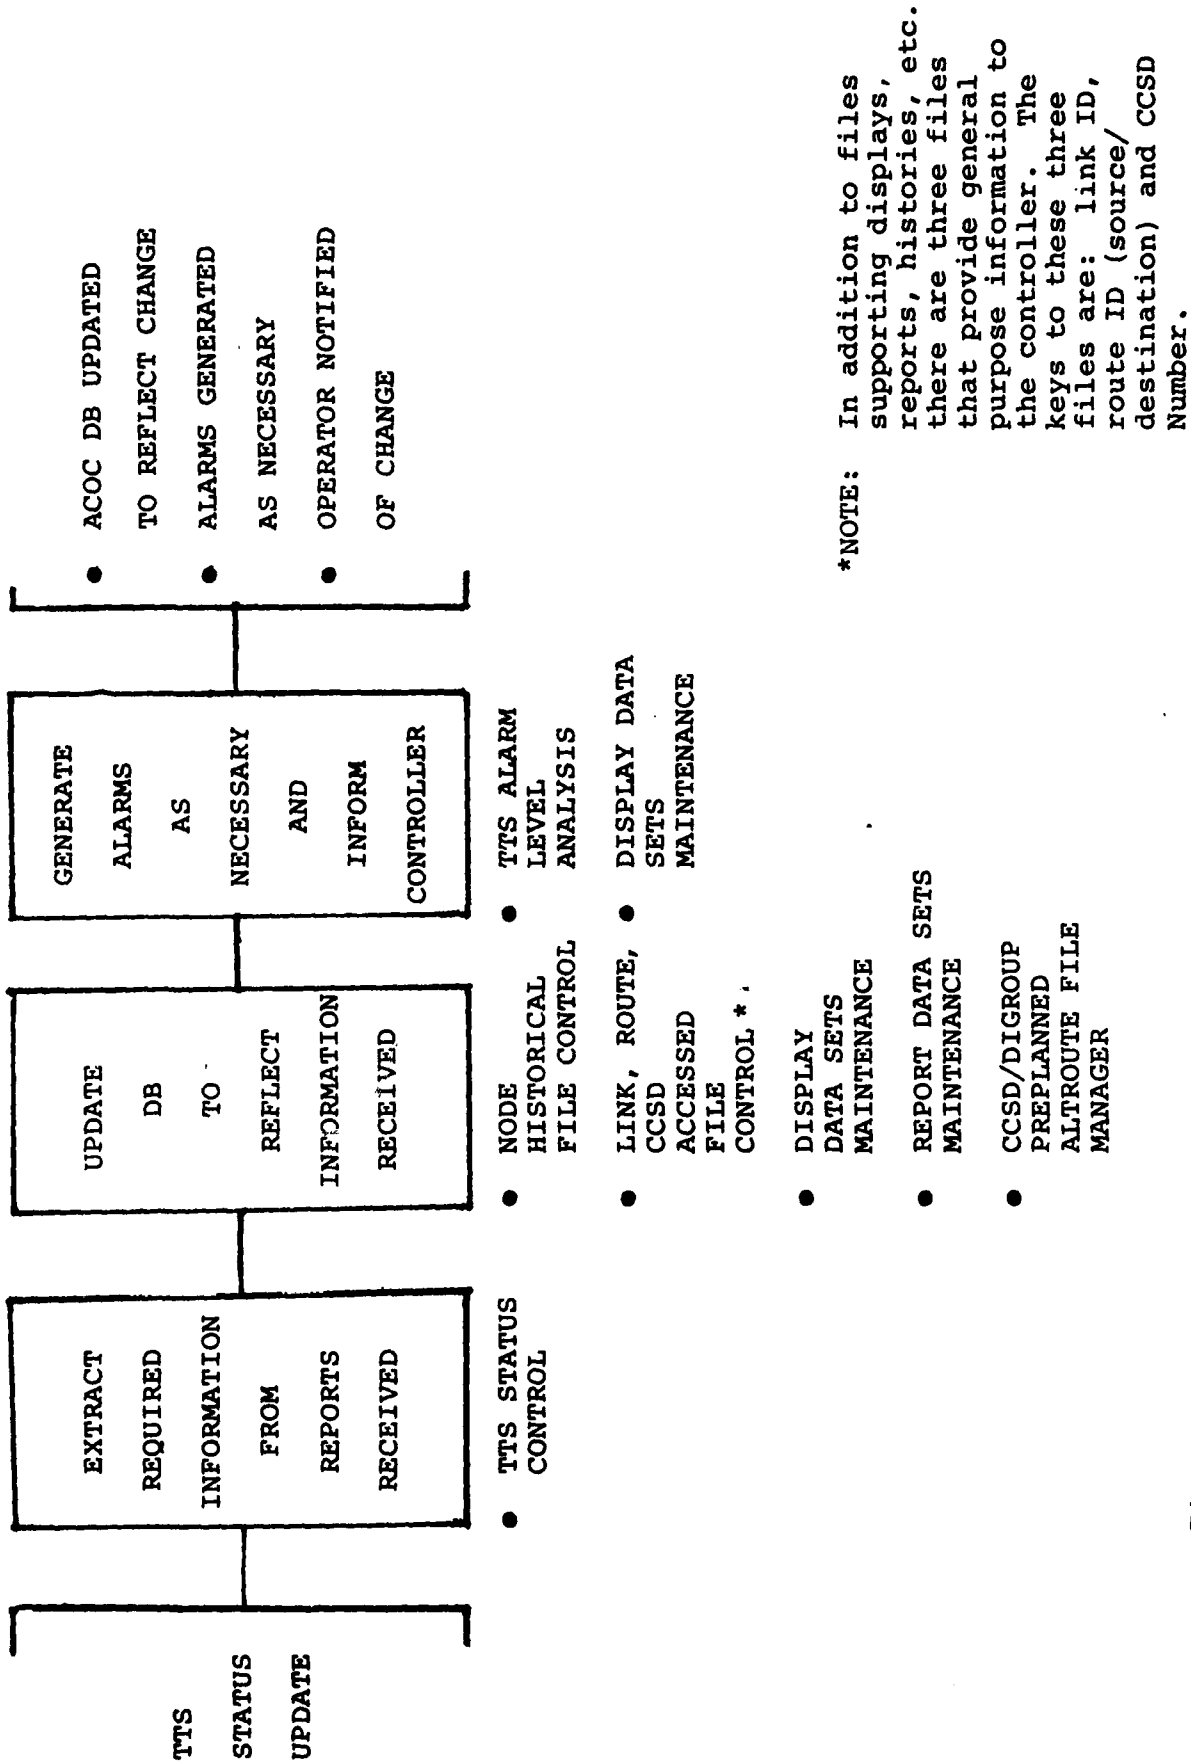 TTS
STATUS
UPDATE
EXTRACT
REQUIRED
INFORMATION
FROM
REPORTS
RECEIVED
● TTS STATUS
CONTROL
UPDATE
DB
TO
REFLECT
INFORMATION
RECEIVED
● NODE
HISTORICAL
FILE CONTROL
● LINK, ROUTE,
CCSD
ACCESSED
FILE
CONTROL *
● DISPLAY
DATA SETS
MAINTENANCE
● REPORT DATA SETS
MAINTENANCE
● CCSD/DIGROUP
PREPLANNED
ALTROUTE FILE
MANAGER
GENERATE
ALARMS
AS
NECESSARY
AND
INFORM
CONTROLLER
● TTS ALARM
LEVEL
ANALYSIS
● DISPLAY DATA
SETS
MAINTENANCE
● ACOC DB UPDATED
TO REFLECT CHANGE
● ALARMS GENERATED
AS NECESSARY
● OPERATOR NOTIFIED
OF CHANGE
*NOTE: In addition to files
supporting displays,
reports, histories, etc.
there are three files
that provide general
purpose information to
the controller. The
keys to these three
files are: link ID,
route ID (source/
destination) and CCSD
Number.